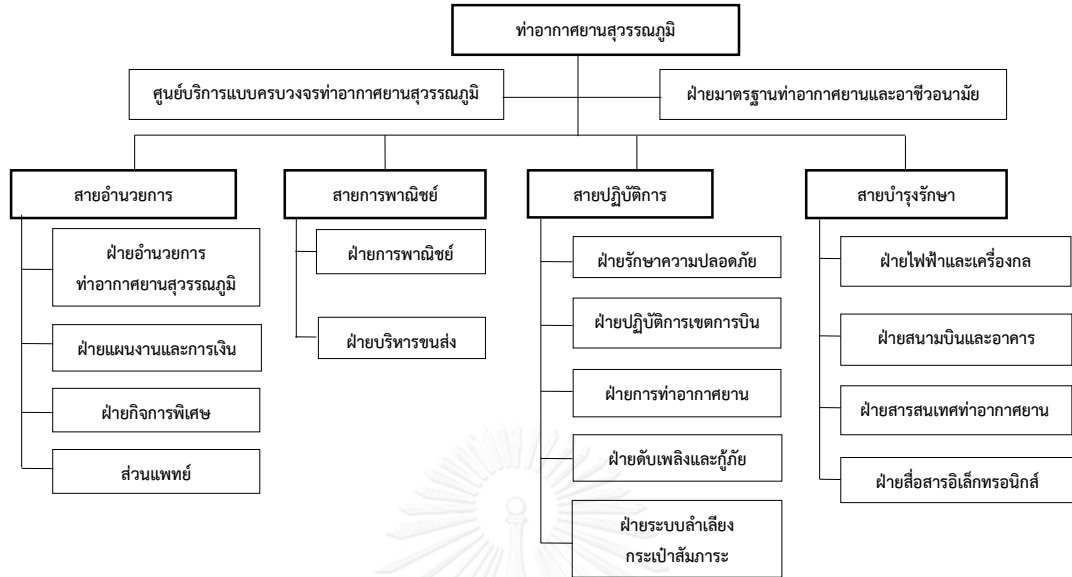 ท่าอากาศยานสุวรรณภูมิ
ศูนย์บริการแบบครบวงจรท่าอากาศยานสุวรรณภูมิ
ฝ่ายมาตรฐานท่าอากาศยานและอาชีวอนามัย
สายอำนวยการ
ฝ่ายอำนวยการ
ท่าอากาศยานสุวรรณภูมิ
ฝ่ายแผนงานและการเงิน
ฝ่ายกิจการพิเศษ
ส่วนแพทย์
สายการพาณิชย์
ฝ่ายการพาณิชย์
ฝ่ายบริหารขนส่ง
สายปฏิบัติการ
ฝ่ายรักษาความปลอดภัย
ฝ่ายปฏิบัติการเขตการบิน
ฝ่ายการท่าอากาศยาน
ฝ่ายดับเพลิงและกู้ภัย
ฝ่ายระบบลำเลียง
กระเป๋าสัมภาระ
สายบำรุงรักษา
ฝ่ายไฟฟ้าและเครื่องกล
ฝ่ายสนามบินและอาคาร
ฝ่ายสารสนเทศท่าอากาศยาน
ฝ่ายสื่อสารอิเล็กทรอนิกส์